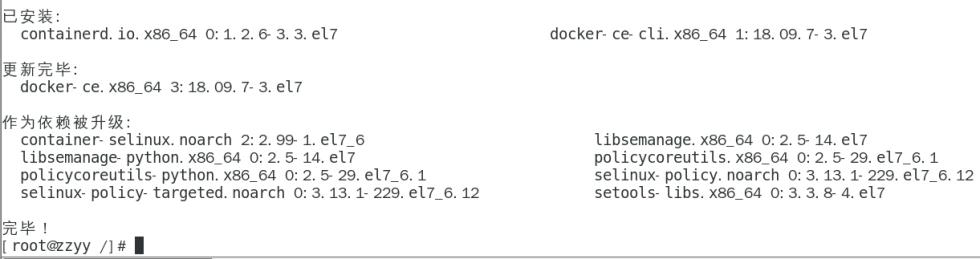 已安装:
containerd.io.x86_64 0:1.2.6-3.3.el7 docker-ce-cli.x86_64 1:18.09.7-3.el7
更新完毕:
docker-ce.x86_64 3:18.09.7-3.el7
作为依赖被升级:
container-selinux.noarch 2:2.99-1.el7_6 libsemanage.x86_64 0:2.5-14.el7
libsemanage-python.x86_64 0:2.5-14.el7 policycoreutils.x86_64 0:2.5-29.el7_6.1
policycoreutils-python.x86_64 0:2.5-29.el7_6.1 selinux-policy.noarch 0:3.13.1-229.el7_6.12
selinux-policy-targeted.noarch 0:3.13.1-229.el7_6.12 setools-libs.x86_64 0:3.3.8-4.el7
完毕！
[root@zzyy /]#